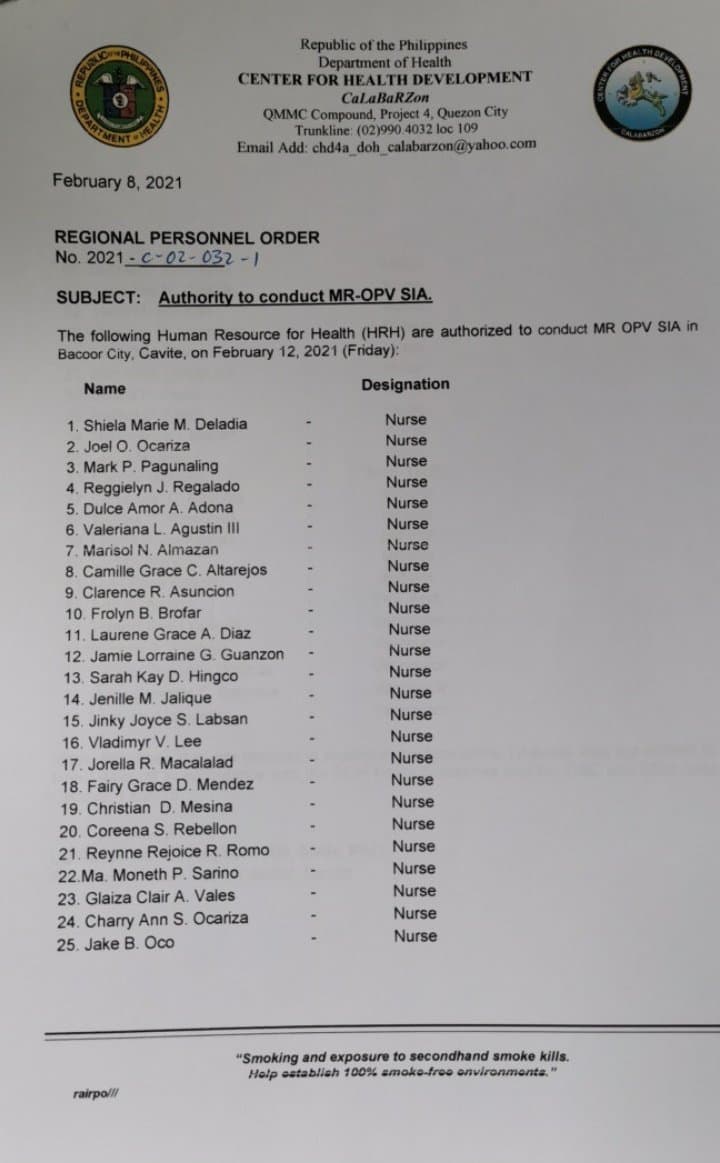 Republic of the Philippines
Department of Health
CENTER FOR HEALTH DEVELOPMENT
CaLaBaRZon
QMMC Compound, Project 4, Quezon City
Trunkline: (02)990.4032 loc 109
Email Add: chd4a_doh_calabarzon@yahoo.com
REPUBLIC OF THE PHILIPPINES
DEPARTMENT OF HEALTH
CENTER FOR HEALTH DEVELOPMENT
CALABARZON
February 8, 2021
REGIONAL PERSONNEL ORDER
No. 2021 - C-02-032-1
SUBJECT: Authority to conduct MR-OPV SIA.
The following Human Resource for Health (HRH) are authorized to conduct MR OPV SIA in
Bacoor City, Cavite, on February 12, 2021 (Friday):
Name Designation
1. Shiela Marie M. Deladia - Nurse
2. Joel O. Ocariza - Nurse
3. Mark P. Pagunaling - Nurse
4. Reggielyn J. Regalado - Nurse
5. Dulce Amor A. Adona - Nurse
6. Valeriana L. Agustin III - Nurse
7. Marisol N. Almazan - Nurse
8. Camille Grace C. Altarejos - Nurse
9. Clarence R. Asuncion - Nurse
10. Frolyn B. Brofar - Nurse
11. Laurene Grace A. Diaz - Nurse
12. Jamie Lorraine G. Guanzon - Nurse
13. Sarah Kay D. Hingco - Nurse
14. Jenille M. Jalique - Nurse
15. Jinky Joyce S. Labsan - Nurse
16. Vladimyr V. Lee - Nurse
17. Jorella R. Macalalad - Nurse
18. Fairy Grace D. Mendez - Nurse
19. Christian D. Mesina - Nurse
20. Coreena S. Rebellon - Nurse
21. Reynne Rejoice R. Romo - Nurse
22.Ma. Moneth P. Sarino - Nurse
23. Glaiza Clair A. Vales - Nurse
24. Charry Ann S. Ocariza - Nurse
25. Jake B. Oco - Nurse
"Smoking and exposure to secondhand smoke kills.
Help establish 100% smoke-free environments."
rairpo///